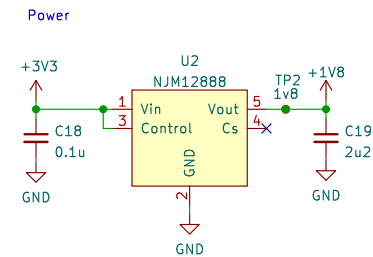 Power
U2
NJM12888
+3V3
TP2
1v8
+1V8
1 Vin Vout 5
3 Control Cs 4
C18
0.1u
GND
GND
2
GND
C19
2u2
GND